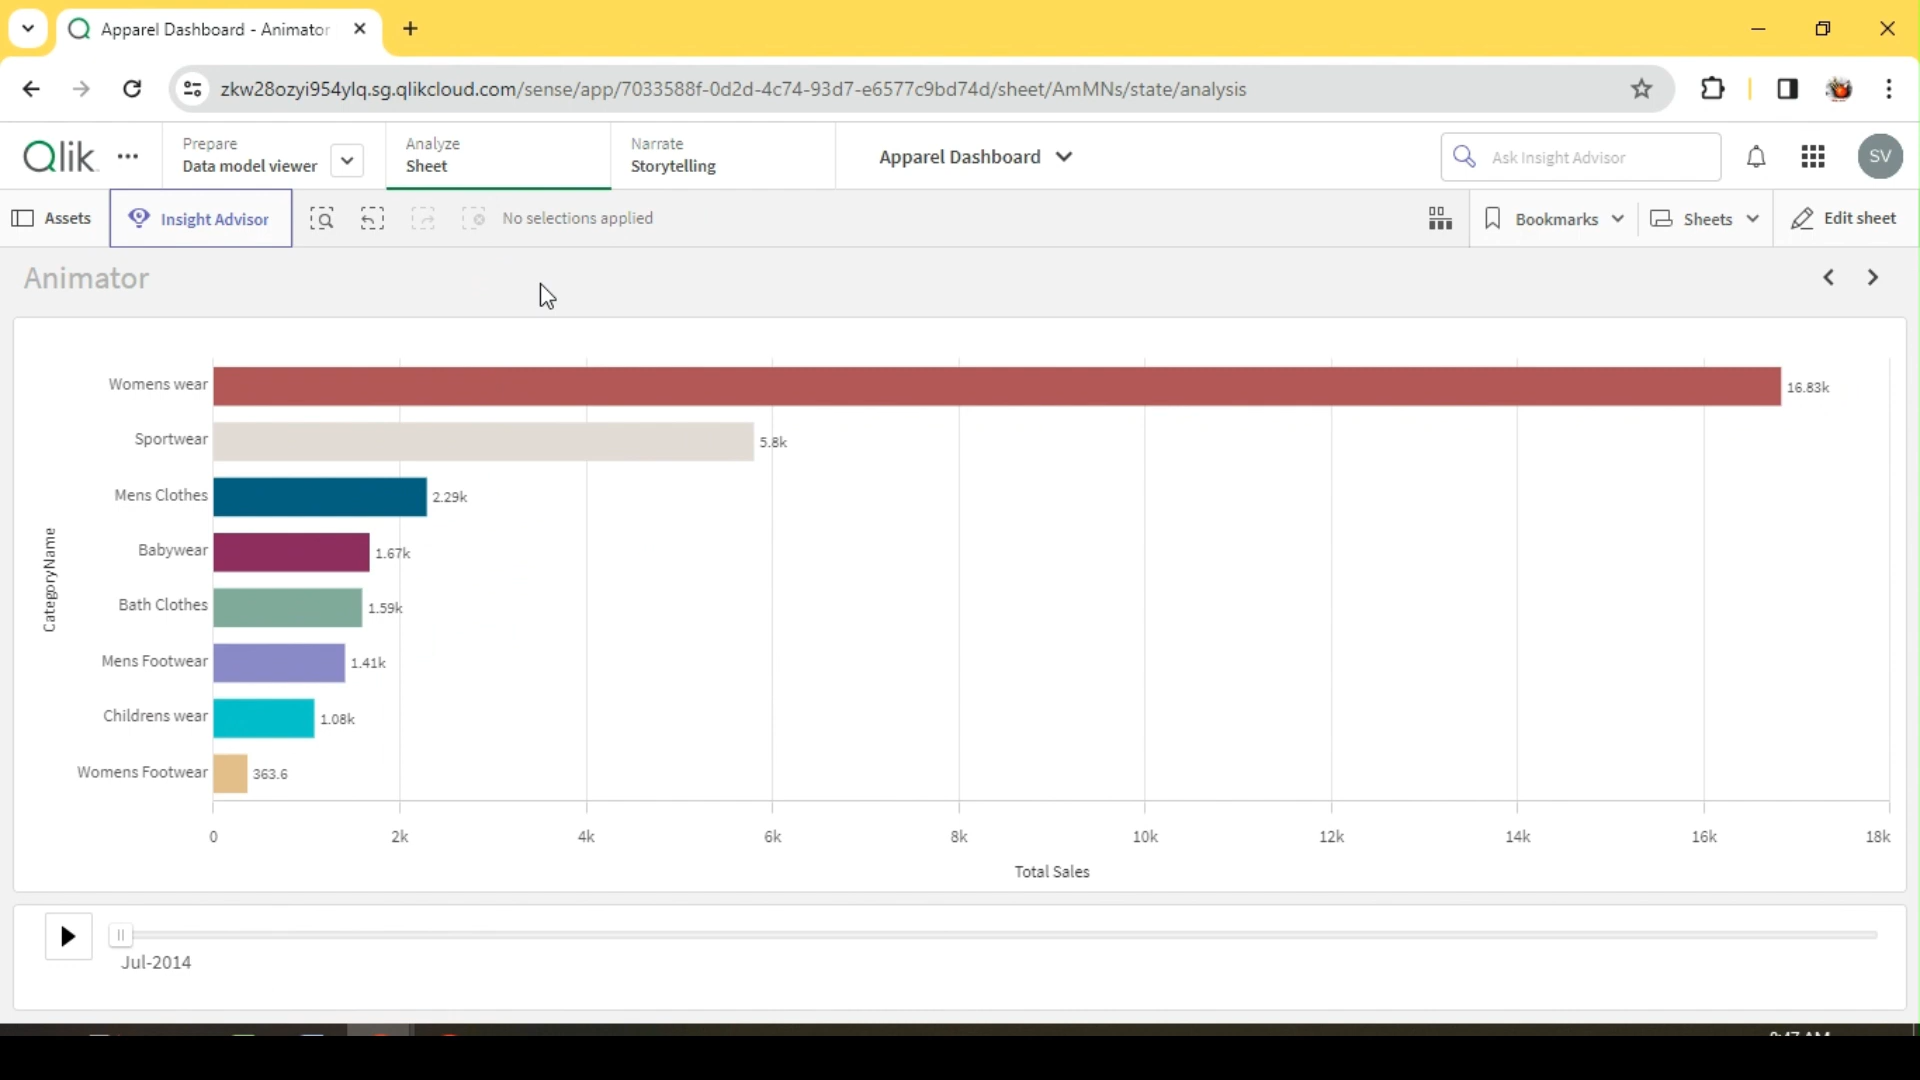 Apparel Dashboard - Animator
zkw28ozyi954ylq.sg.qlikcloud.com/sense/app/7033588f-0d2d-4c74-93d7-e6577c9bd74d/sheet/AmMNs/state/analysis
Qlik
Prepare
Data model viewer
Analyze
Sheet
Narrate
Storytelling
Apparel Dashboard
Ask Insight Advisor
SV
Assets
Insight Advisor
No selections applied
Bookmarks
Sheets
Edit sheet
Animator
Womens wear
16.83k
Sportwear
5.8k
Mens Clothes
2.29k
Babywear
1.67k
Bath Clothes
1.59k
Mens Footwear
1.41k
Childrens wear
1.08k
Womens Footwear
363.6
CategoryName
0 2k 4k 6k 8k 10k 12k 14k 16k 18k
Total Sales
Jul-2014